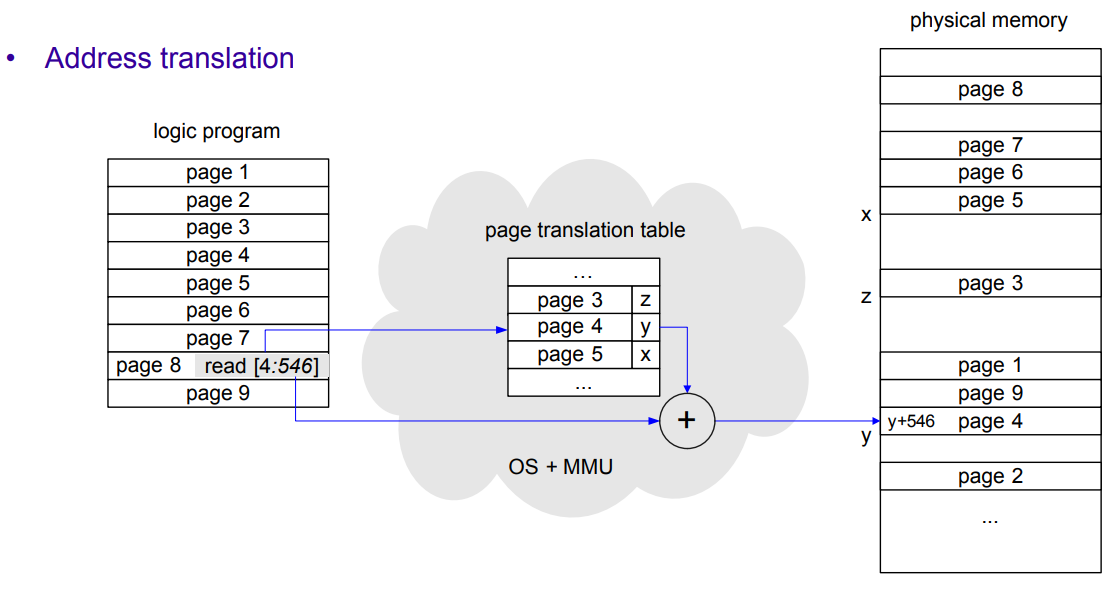 • Address translation
logic program
page 1
page 2
page 3
page 4
page 5
page 6
page 7
page 8 read [4:546]
page 9
page translation table
...
page 3 z
page 4 y
page 5 x
...
+
OS + MMU
physical memory
page 8
page 7
page 6
page 5
x
page 3
z
page 1
page 9
y+546 page 4
y
page 2
...